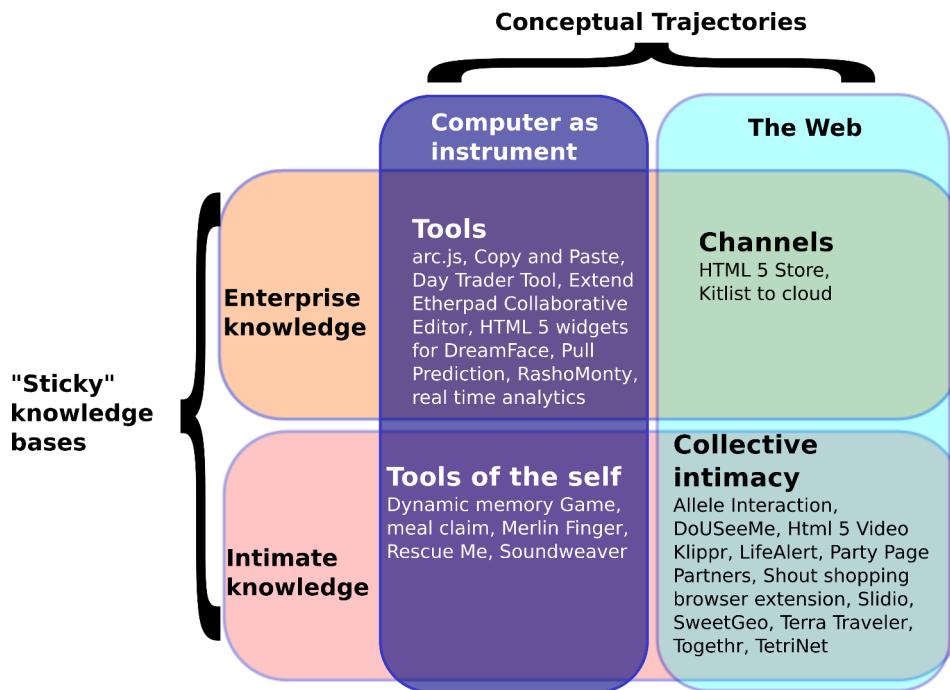 Conceptual Trajectories
Computer as
instrument
The Web
"Sticky"
knowledge
bases
Enterprise
knowledge
Tools
arc.js, Copy and Paste,
Day Trader Tool, Extend
Etherpad Collaborative
Editor, HTML 5 widgets
for DreamFace, Pull
Prediction, RashoMonty,
real time analytics
Channels
HTML 5 Store,
Kitlist to cloud
Intimate
knowledge
Tools of the self
Dynamic memory Game,
meal claim, Merlin Finger,
Rescue Me, Soundweaver
Collective
intimacy
Allele Interaction,
DoUSeeMe, Html 5 Video
Klippr, LifeAlert, Party Page
Partners, Shout shopping
browser extension, Slidio,
SweetGeo, Terra Traveler,
Togethr, TetriNet